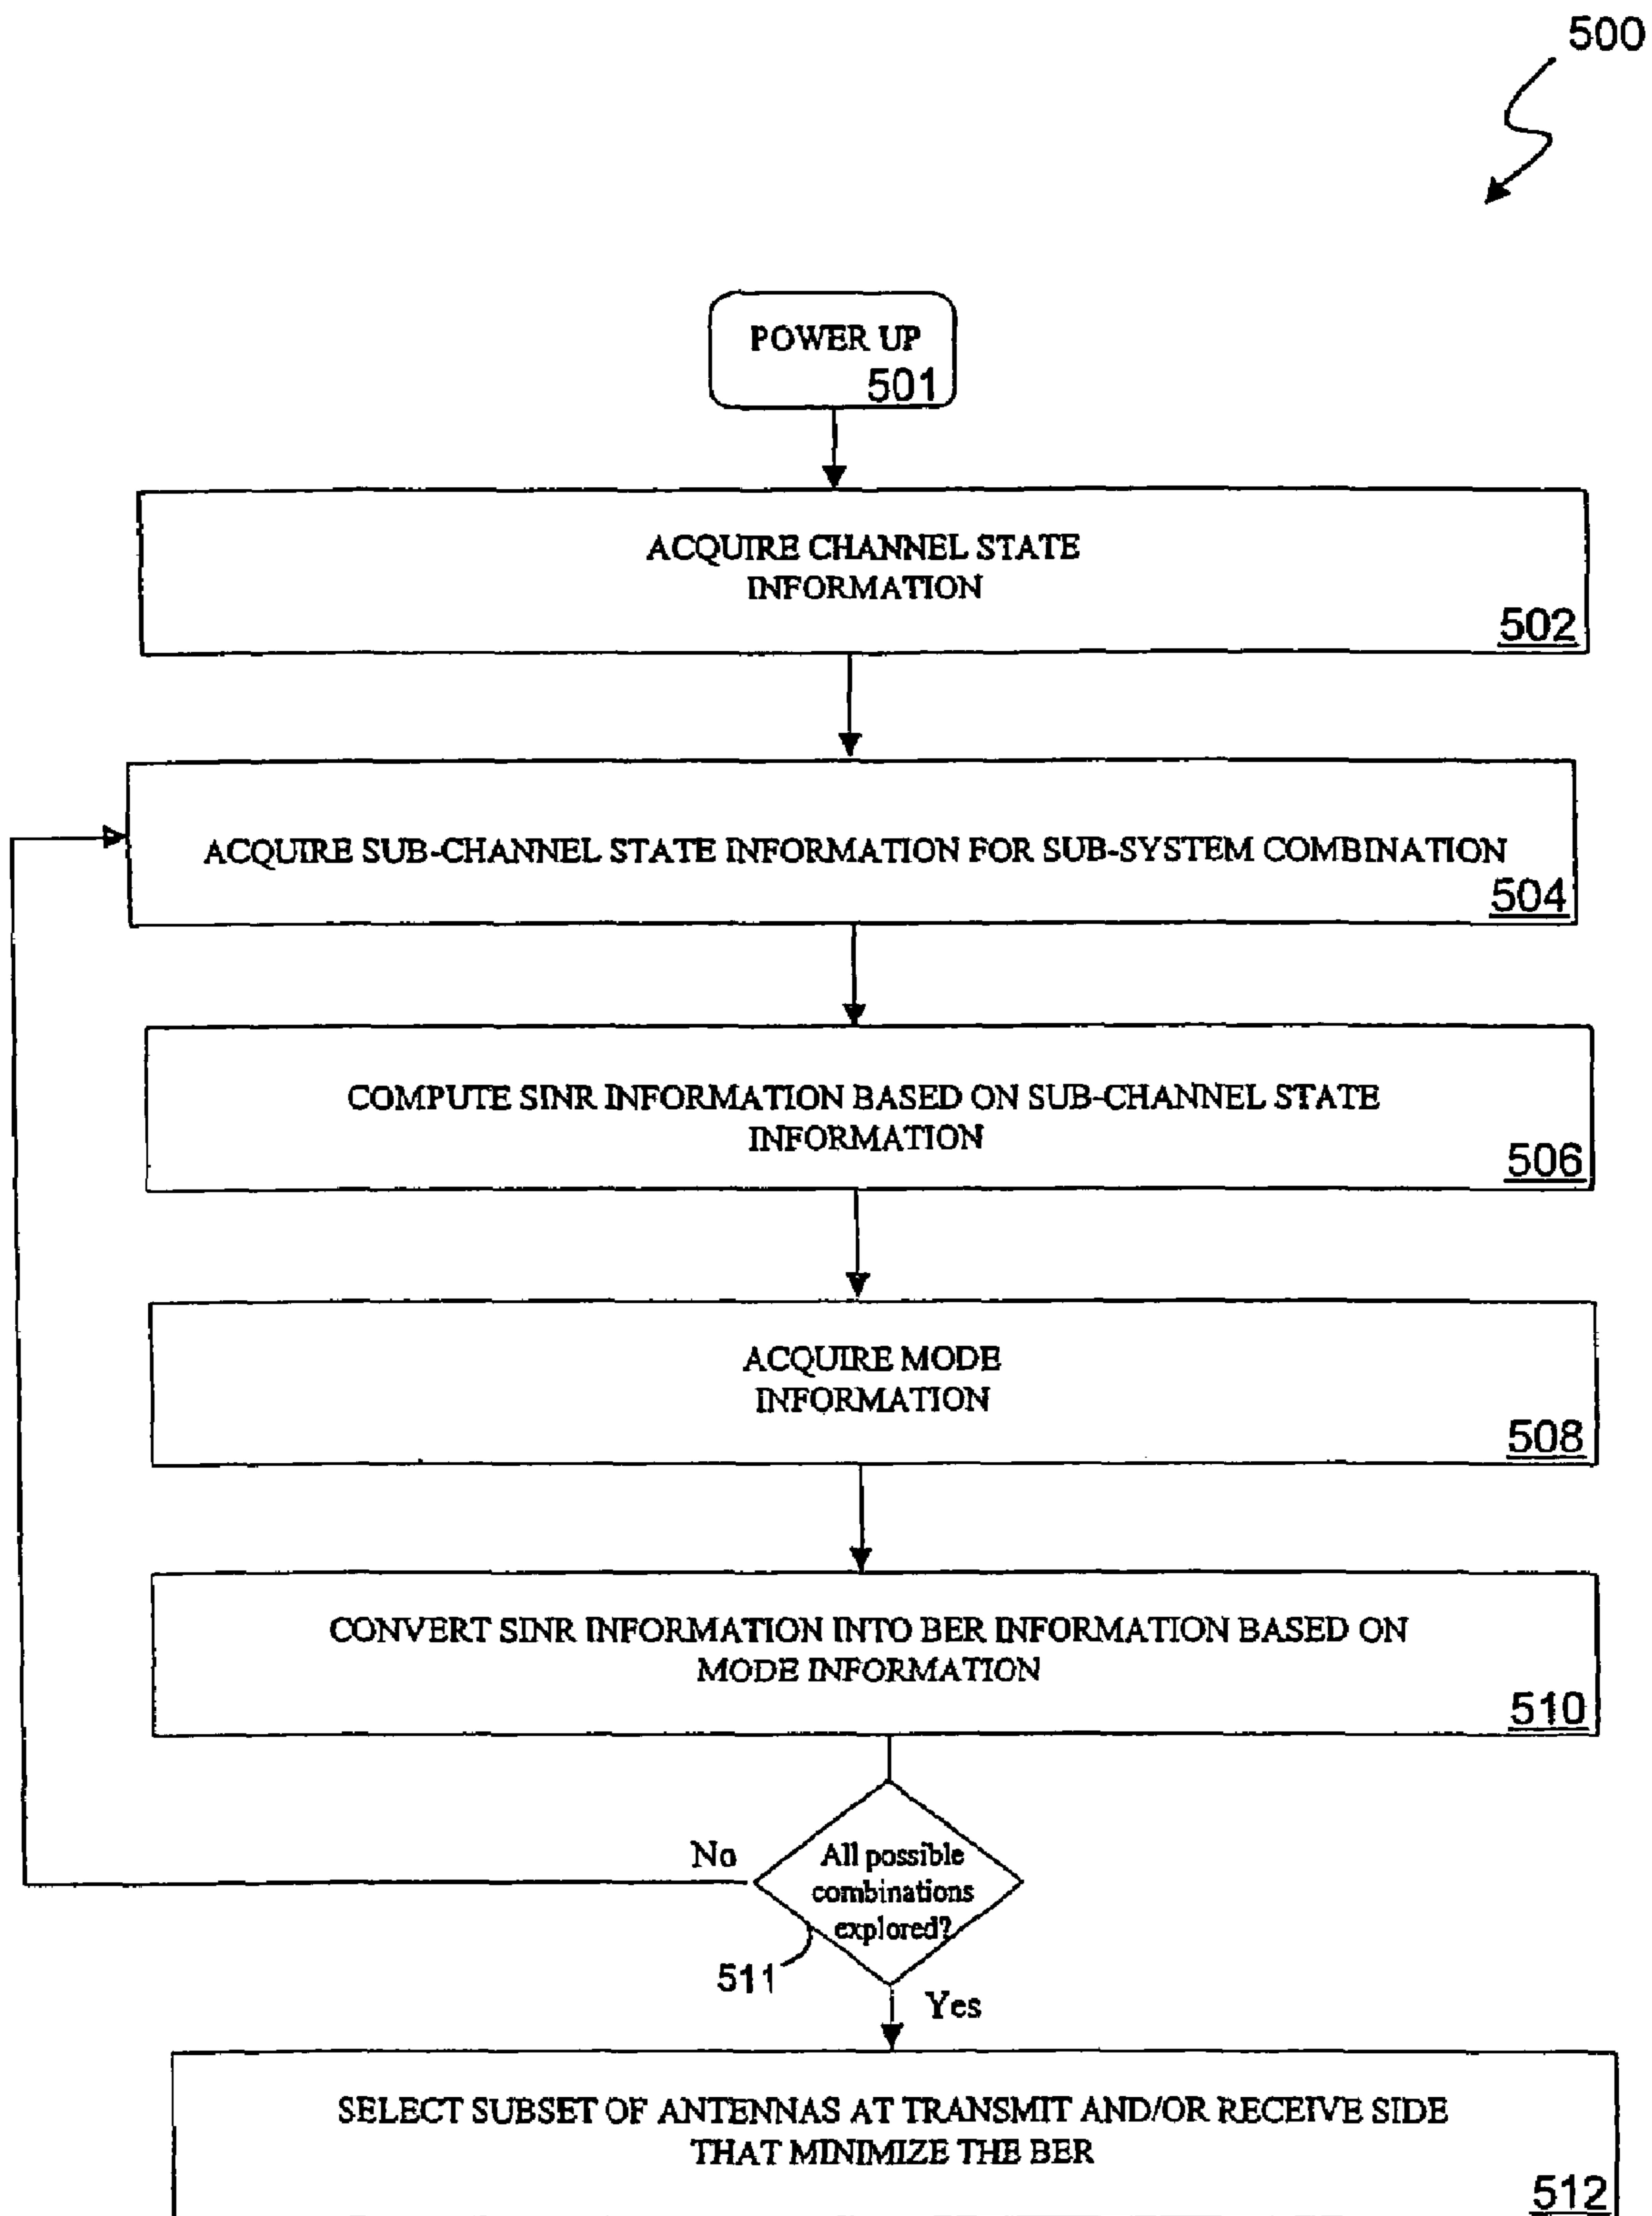 500
POWER UP
501
ACQUIRE CHANNEL STATE
INFORMATION
502
ACQUIRE SUB-CHANNEL STATE INFORMATION FOR SUB-SYSTEM COMBINATION
504
COMPUTE SINR INFORMATION BASED ON SUB-CHANNEL STATE
INFORMATION
506
ACQUIRE MODE
INFORMATION
508
CONVERT SINR INFORMATION INTO BER INFORMATION BASED ON
MODE INFORMATION
510
No
All possible
combinations
explored?
511
Yes
SELECT SUBSET OF ANTENNAS AT TRANSMIT AND/OR RECEIVE SIDE
THAT MINIMIZE THE BER
512